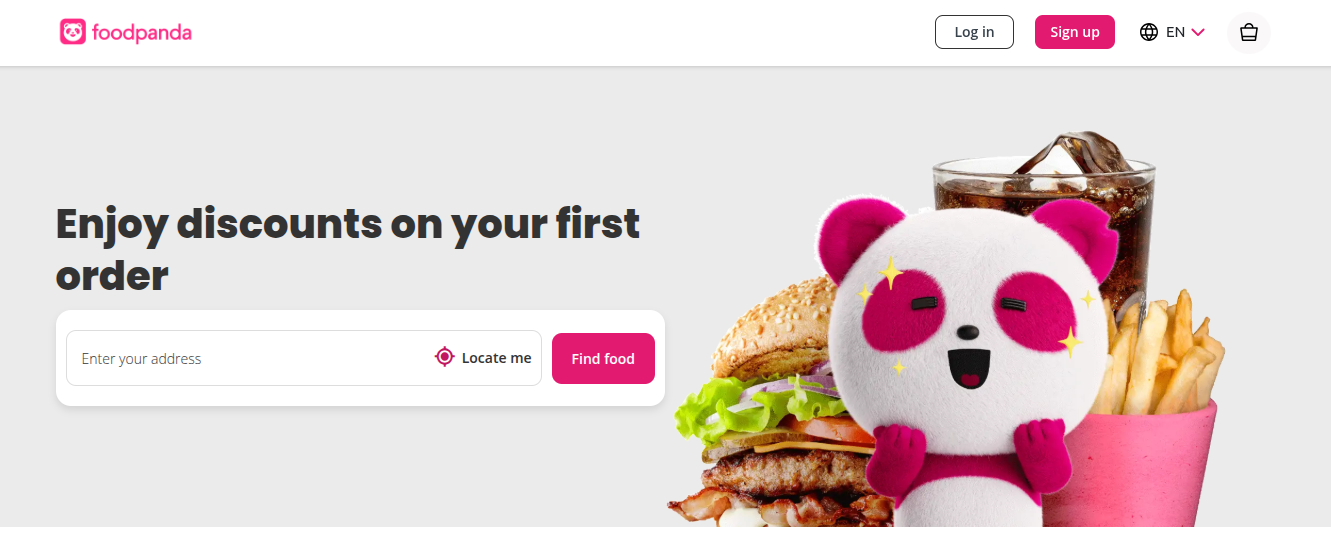 foodpanda
Log in
Sign up
EN
Enjoy discounts on your first
order
Enter your address
Locate me
Find food